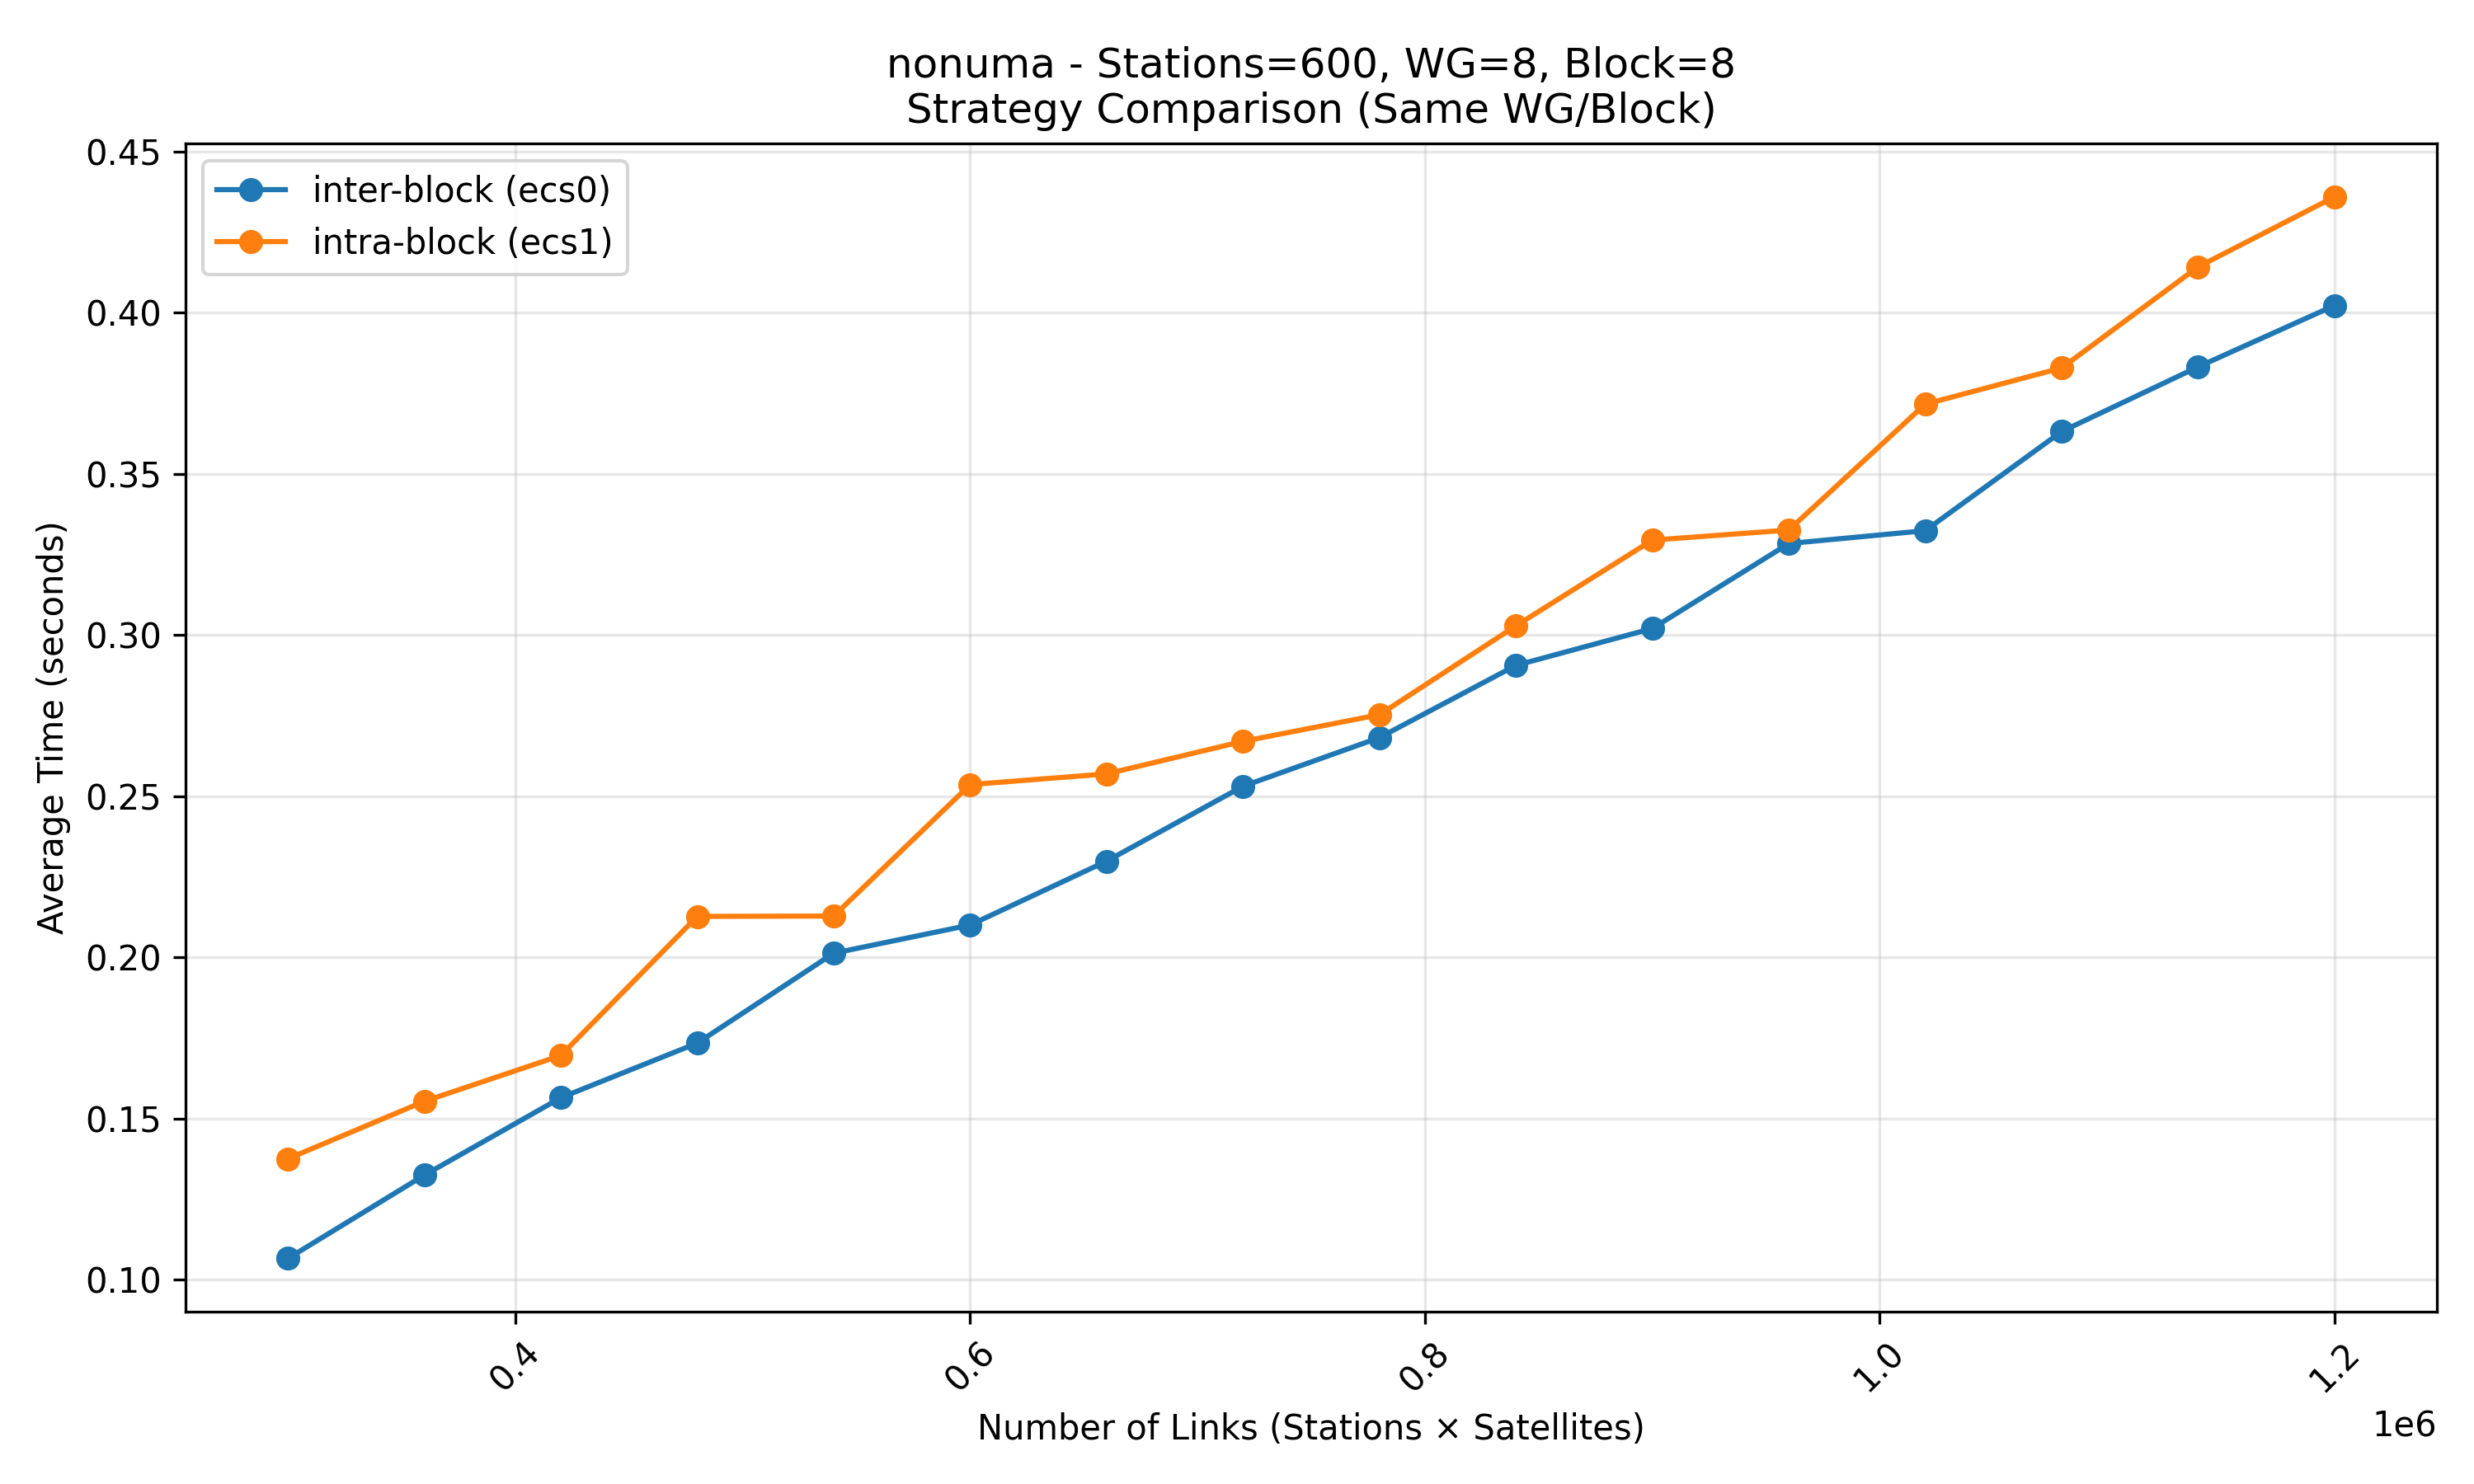 nonuma - Stations=600, WG=8, Block=8
Strategy Comparison (Same WG/Block)
inter-block (ecs0)
intra-block (ecs1)
Average Time (seconds)
0.45
0.40
0.35
0.30
0.25
0.20
0.15
0.10
0.4
0.6
0.8
1.0
1.2
1e6
Number of Links (Stations × Satellites)